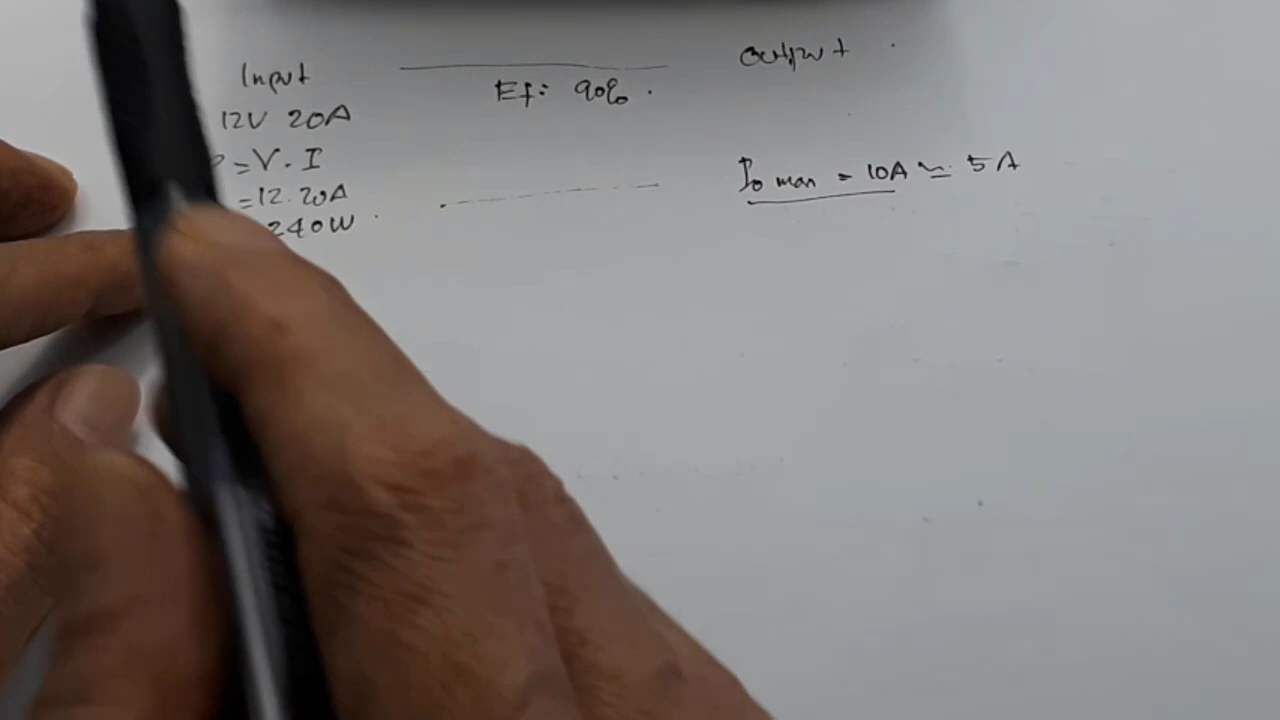 Input
12V 20A
=V.I
=12.20A
240W
Ef: 90%.
Output
Io max = 10A ≃ 5A